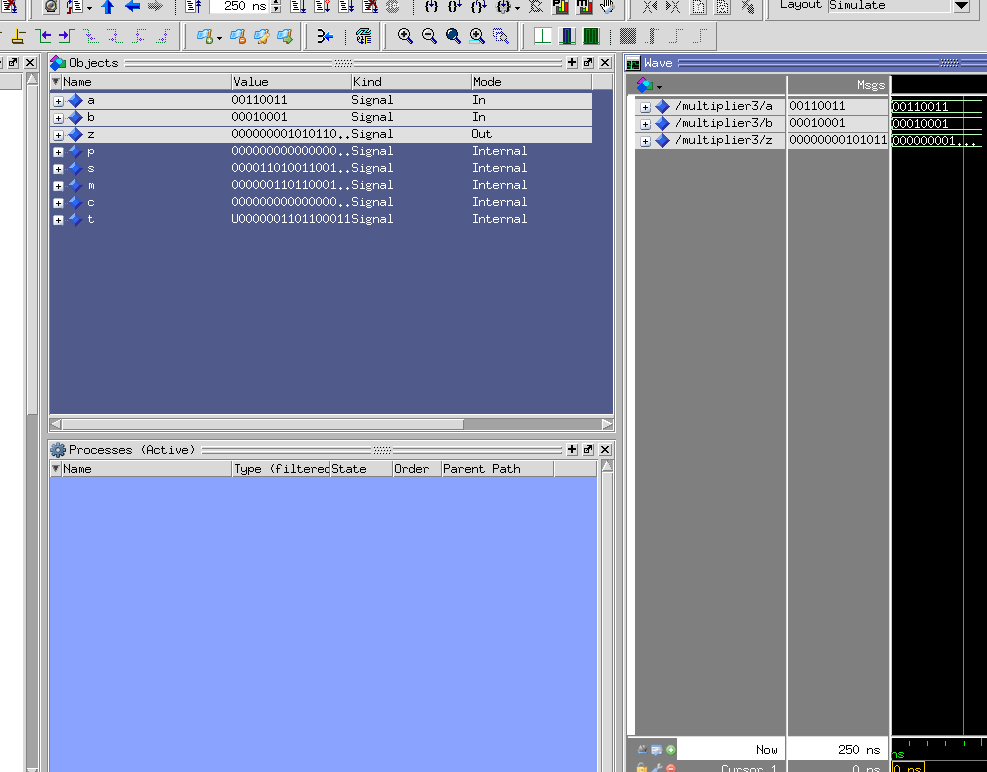 250 ns
Layout Simulate
Objects
Wave
Name Value Kind Mode
Msgs
a 00110011 Signal In
b 00010001 Signal In
z 000000001010110.. Signal Out
p 000000000000000.. Signal Internal
s 000011010011001.. Signal Internal
m 000000110110001.. Signal Internal
c 000000000000000.. Signal Internal
t U0000001101100011 Signal Internal
/multiplier3/a 00110011 00110011
/multiplier3/b 00010001 00010001
/multiplier3/z 00000000101011 000000001...
Processes (Active)
Name Type (filtered State Order Parent Path
Now 250 ns ns
Cursor 1 0 ns 0 ns